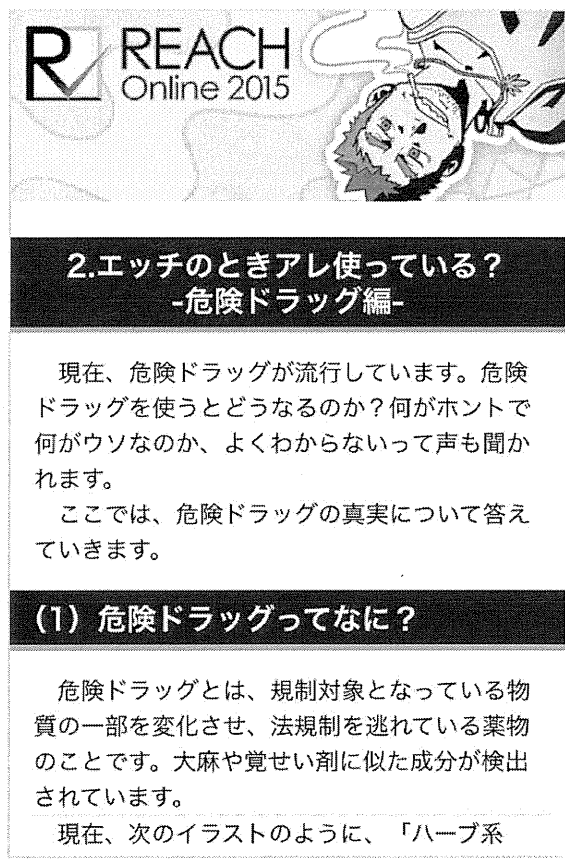 REACH
Online 2015
2.エッチのときアレ使っている？
-危険ドラッグ編-
　現在、危険ドラッグが流行しています。危険
ドラッグを使うとどうなるのか？何がホントで
何がウソなのか、よくわからないって声も聞か
れます。
　ここでは、危険ドラッグの真実について答え
ていきます。
（1）危険ドラッグってなに？
　危険ドラッグとは、規制対象となっている物
質の一部を変化させ、法規制を逃れている薬物
のことです。大麻や覚せい剤に似た成分が検出
されています。
　現在、次のイラストのように、「ハーブ系